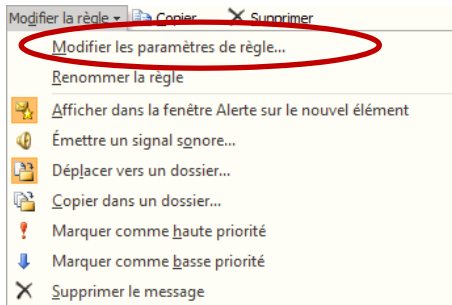 Modifier la règle Copier Supprimer
Modifier les paramètres de règle...
Renommer la règle
Afficher dans la fenêtre Alerte sur le nouvel élément
Émettre un signal sonore...
Déplacer vers un dossier...
Copier dans un dossier...
Marquer comme haute priorité
Marquer comme basse priorité
Supprimer le message